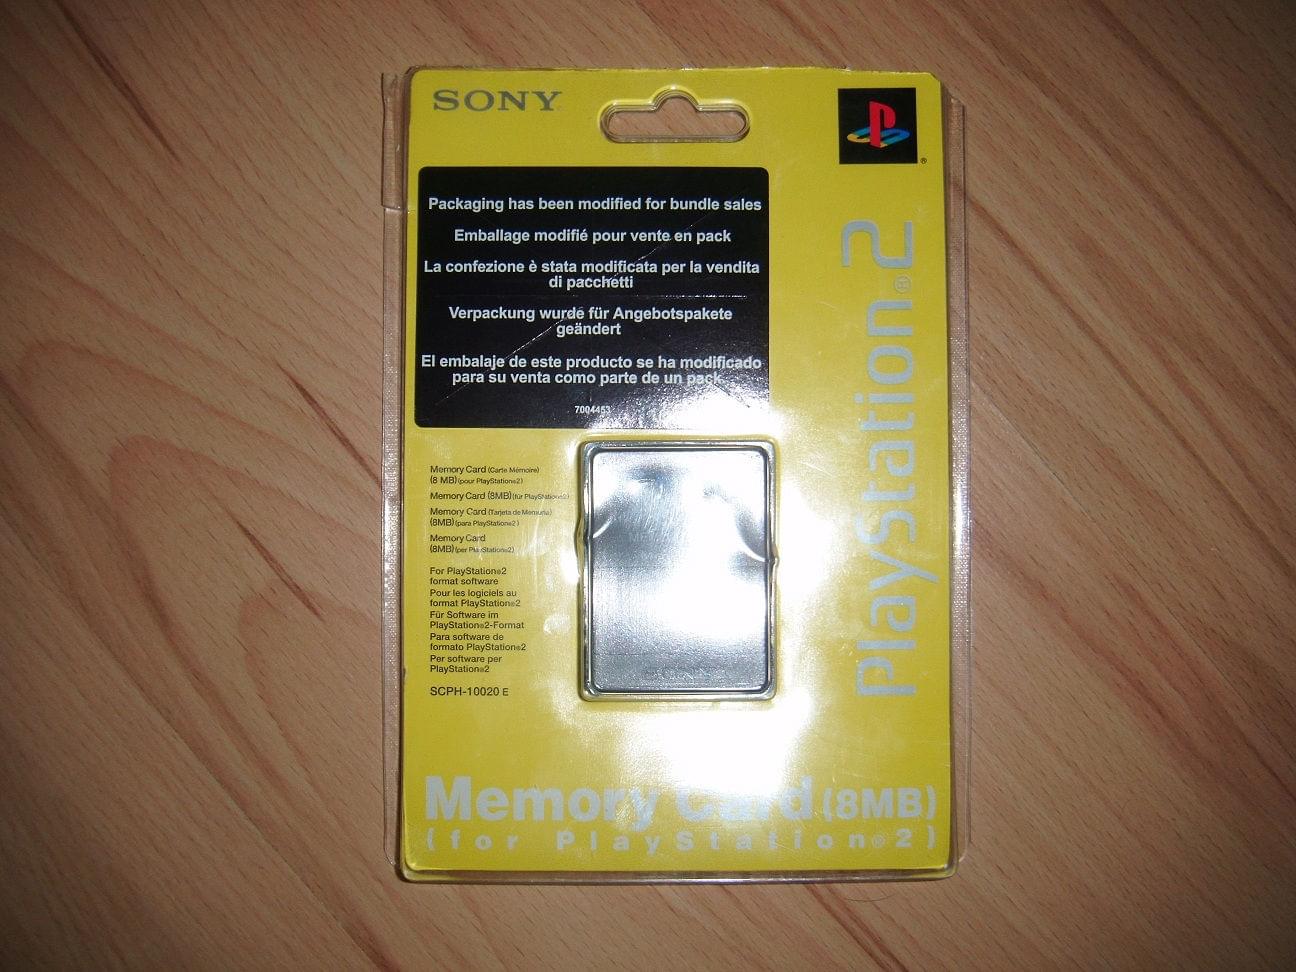 SONY
Packaging has been modified for bundle sales
Emballage modifié pour vente en pack
La confezione è stata modificata per la vendita
di pacchetti
Verpackung wurde für Angebotspakete
geändert
El embalaje de este producto se ha modificado
para su venta como parte de un pack.
7004453
PlayStation®2
Memory Card (Carte Mémoire)
(8 MB) (pour PlayStation®2)
Memory Card (8MB) (für PlayStation®2)
Memory Card (Tarjeta de Memoria)
(8MB) (para PlayStation®2)
Memory Card
(8MB) (per PlayStation®2)
For PlayStation®2
format software
Pour les logiciels au
format PlayStation®2
Für Software im
PlayStation®2-Format
Para software de
formato PlayStation®2
Per software per
PlayStation®2
SCPH-10020 E
SONY
Memory Card (8MB)
(for PlayStation®2)